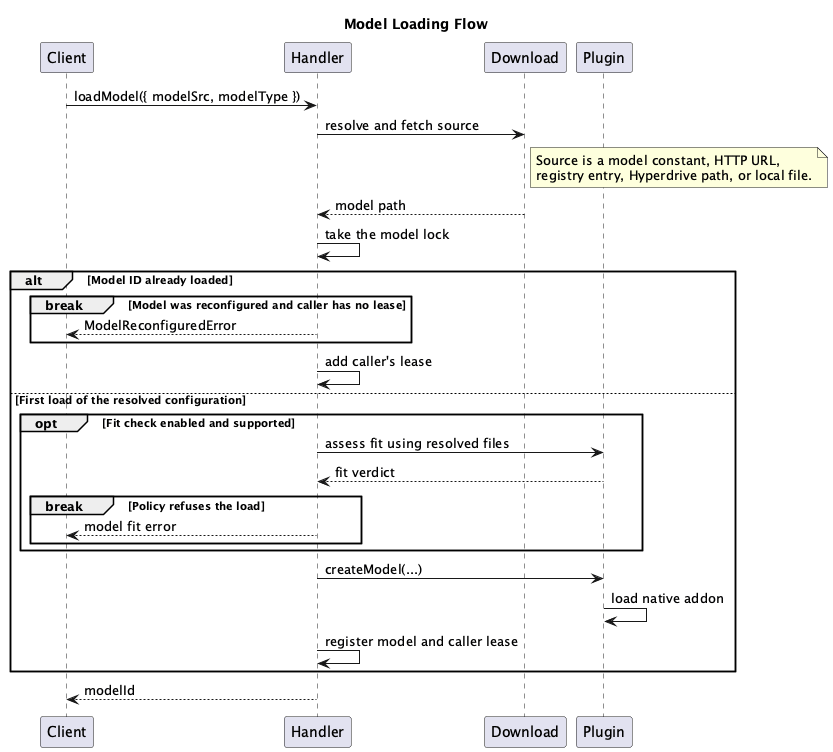 Model Loading Flow
Client
Handler
Download
Plugin
loadModel({ modelSrc, modelType })
resolve and fetch source
Source is a model constant, HTTP URL,
registry entry, Hyperdrive path, or local file.
model path
take the model lock
alt [Model ID already loaded]
break [Model was reconfigured and caller has no lease]
ModelReconfiguredError
add caller's lease
[First load of the resolved configuration]
opt [Fit check enabled and supported]
assess fit using resolved files
fit verdict
break [Policy refuses the load]
model fit error
createModel(...)
load native addon
register model and caller lease
modelId
Client
Handler
Download
Plugin